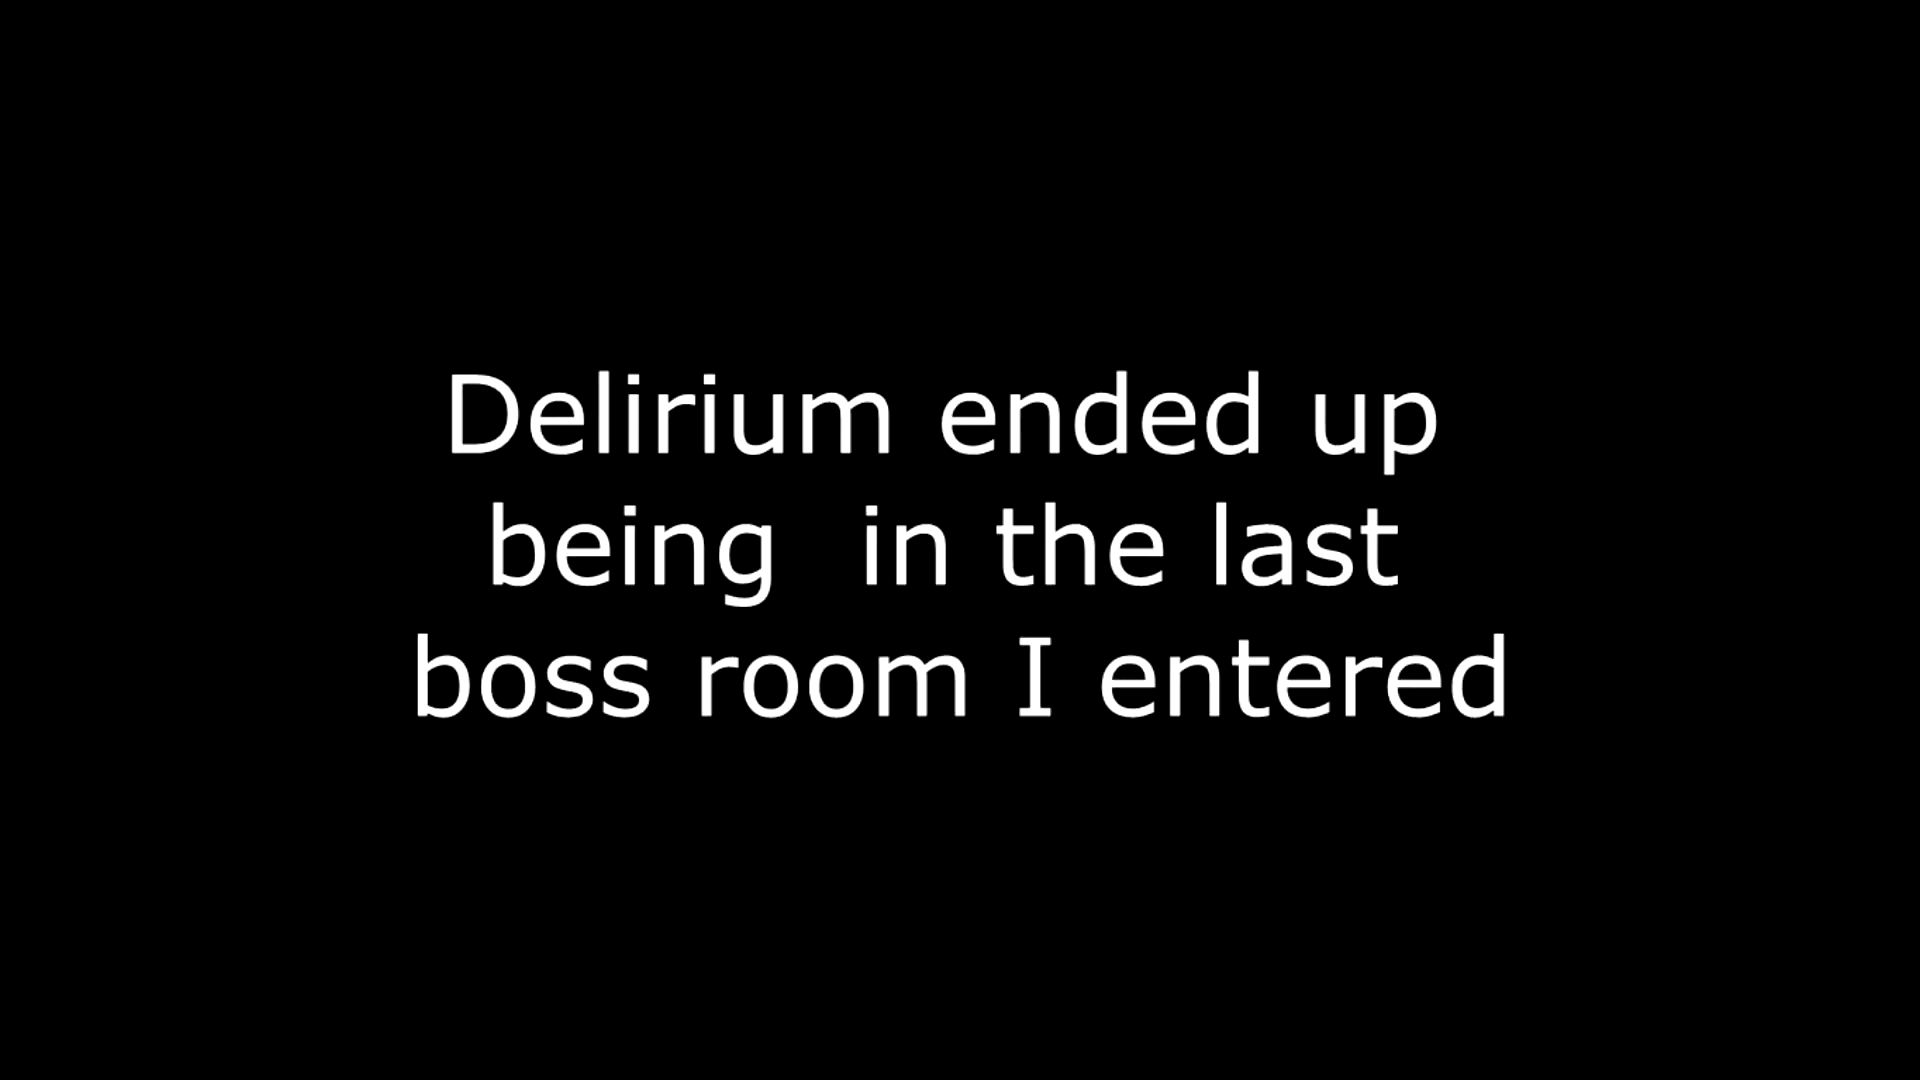 Delirium ended up
being  in the last
boss room I entered